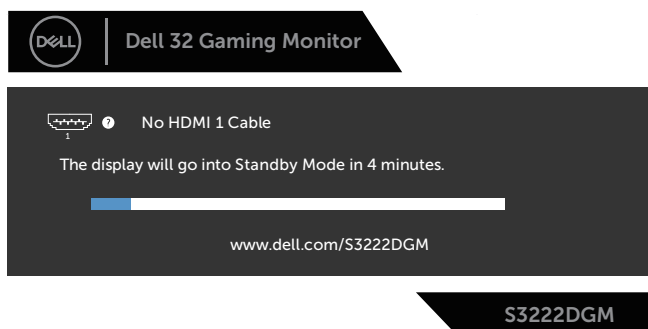 DELL
Dell 32 Gaming Monitor
? No HDMI 1 Cable
1
The display will go into Standby Mode in 4 minutes.
www.dell.com/S3222DGM
S3222DGM